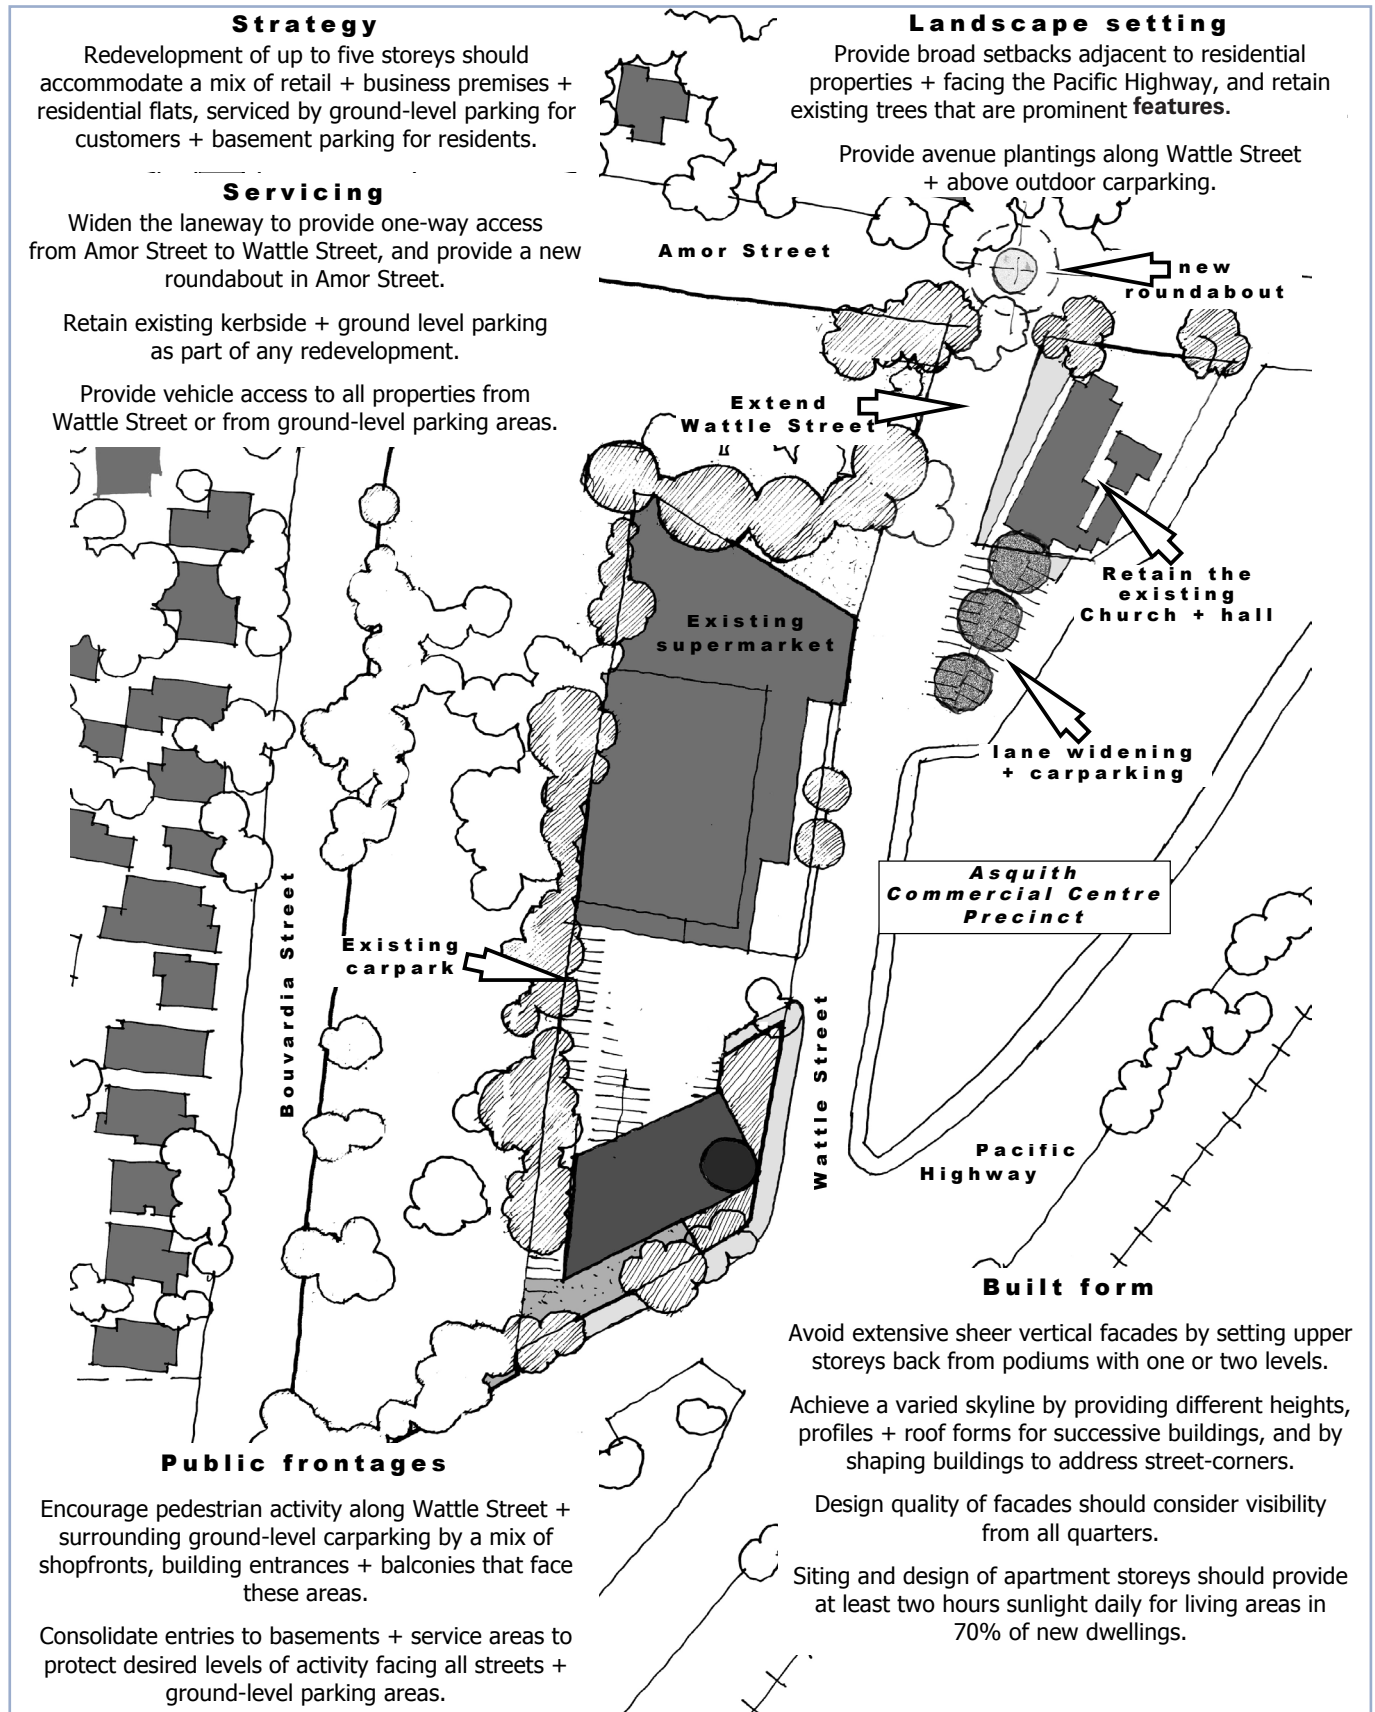 Strategy
Redevelopment of up to five storeys should
accommodate a mix of retail + business premises +
residential flats, serviced by ground-level parking for
customers + basement parking for residents.
Servicing
Widen the laneway to provide one-way access
from Amor Street to Wattle Street, and provide a new
roundabout in Amor Street.
Retain existing kerbside + ground level parking
as part of any redevelopment.
Provide vehicle access to all properties from
Wattle Street or from ground-level parking areas.
Landscape setting
Provide broad setbacks adjacent to residential
properties + facing the Pacific Highway, and retain
existing trees that are prominent features.
Provide avenue plantings along Wattle Street
+ above outdoor carparking.
Amor Street
new
roundabout
Extend
Wattle Street
Retain the
existing
Church + hall
Existing
supermarket
lane widening
+ carparking
Asquith
Commercial Centre
Precinct
Bouvardia Street
Existing
carpark
Wattle Street
Pacific
Highway
Built form
Avoid extensive sheer vertical facades by setting upper
storeys back from podiums with one or two levels.
Achieve a varied skyline by providing different heights,
profiles + roof forms for successive buildings, and by
shaping buildings to address street-corners.
Design quality of facades should consider visibility
from all quarters.
Siting and design of apartment storeys should provide
at least two hours sunlight daily for living areas in
70% of new dwellings.
Public frontages
Encourage pedestrian activity along Wattle Street +
surrounding ground-level carparking by a mix of
shopfronts, building entrances + balconies that face
these areas.
Consolidate entries to basements + service areas to
protect desired levels of activity facing all streets +
ground-level parking areas.